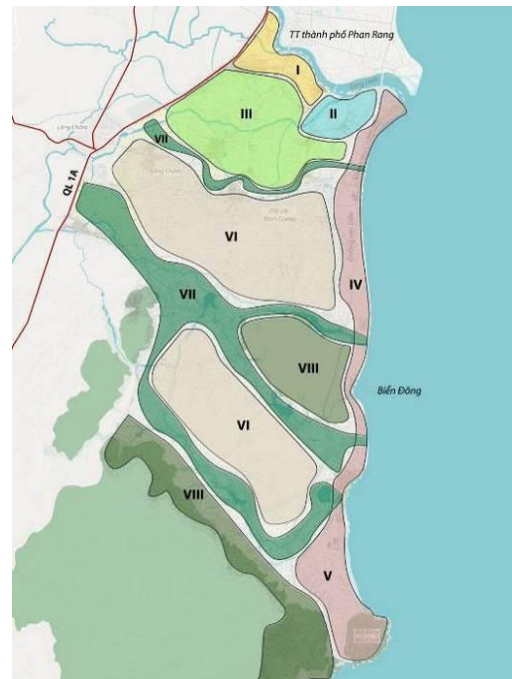 TT thành phố Phan Rang
I
II
III
VII
QL 1A
VI
IV
VII
VIII
Biển Đông
VI
VIII
V